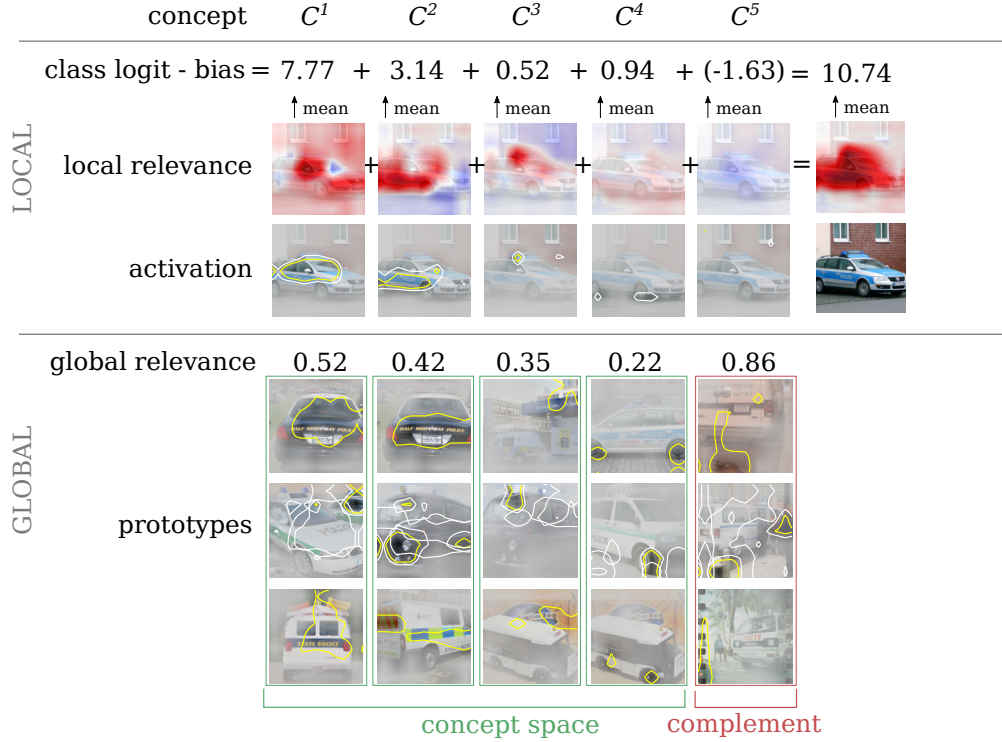 concept C¹ C² C³ C⁴ C⁵
class logit - bias = 7.77 + 3.14 + 0.52 + 0.94 + (-1.63) = 10.74
mean mean mean mean mean mean
LOCAL
local relevance + + + + =
activation
global relevance 0.52 0.42 0.35 0.22 0.86
GLOBAL
prototypes
STATE POLICE
concept space complement